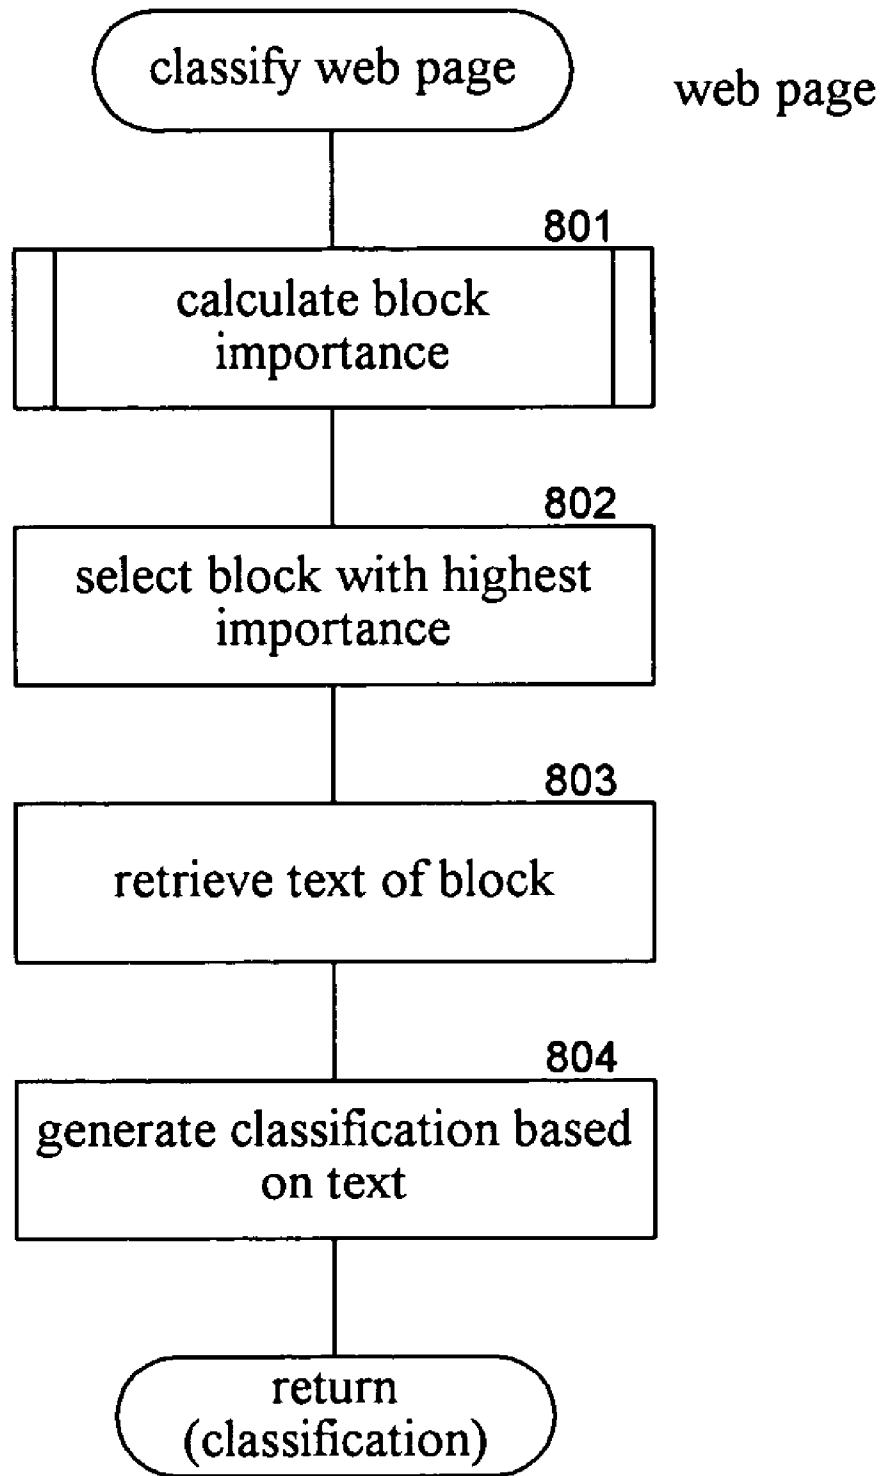 classify web page
web page
801
calculate block
importance
802
select block with highest
importance
803
retrieve text of block
804
generate classification based
on text
return
(classification)